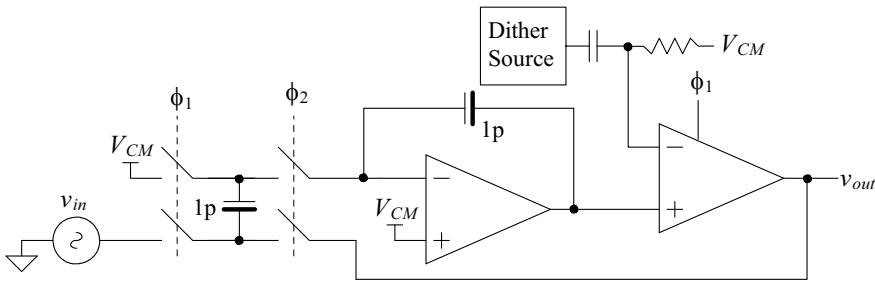 Dither
Source
V_CM
ϕ1
ϕ1
ϕ2
1p
V_CM
v_in
1p
V_CM
−
+
−
+
v_out